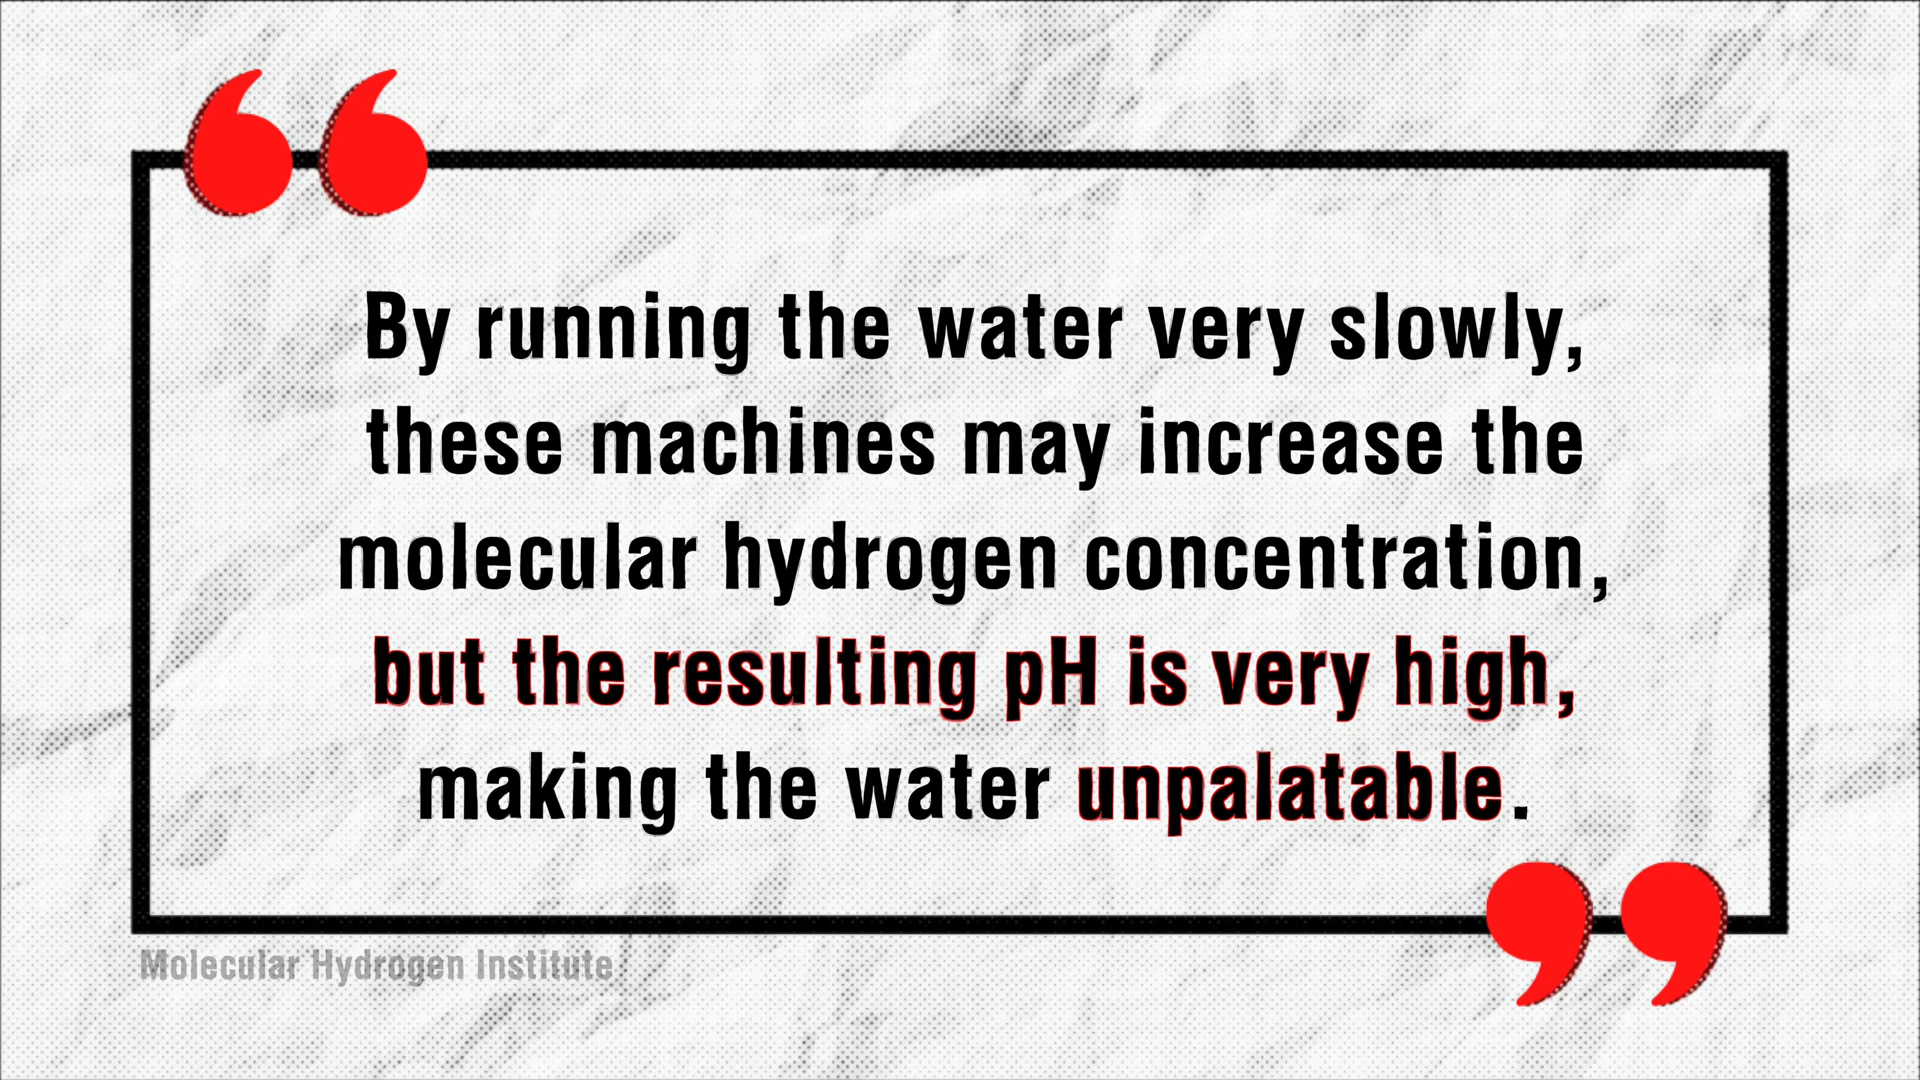 By running the water very slowly,
these machines may increase the
molecular hydrogen concentration,
but the resulting pH is very high,
making the water unpalatable.
Molecular Hydrogen Institute